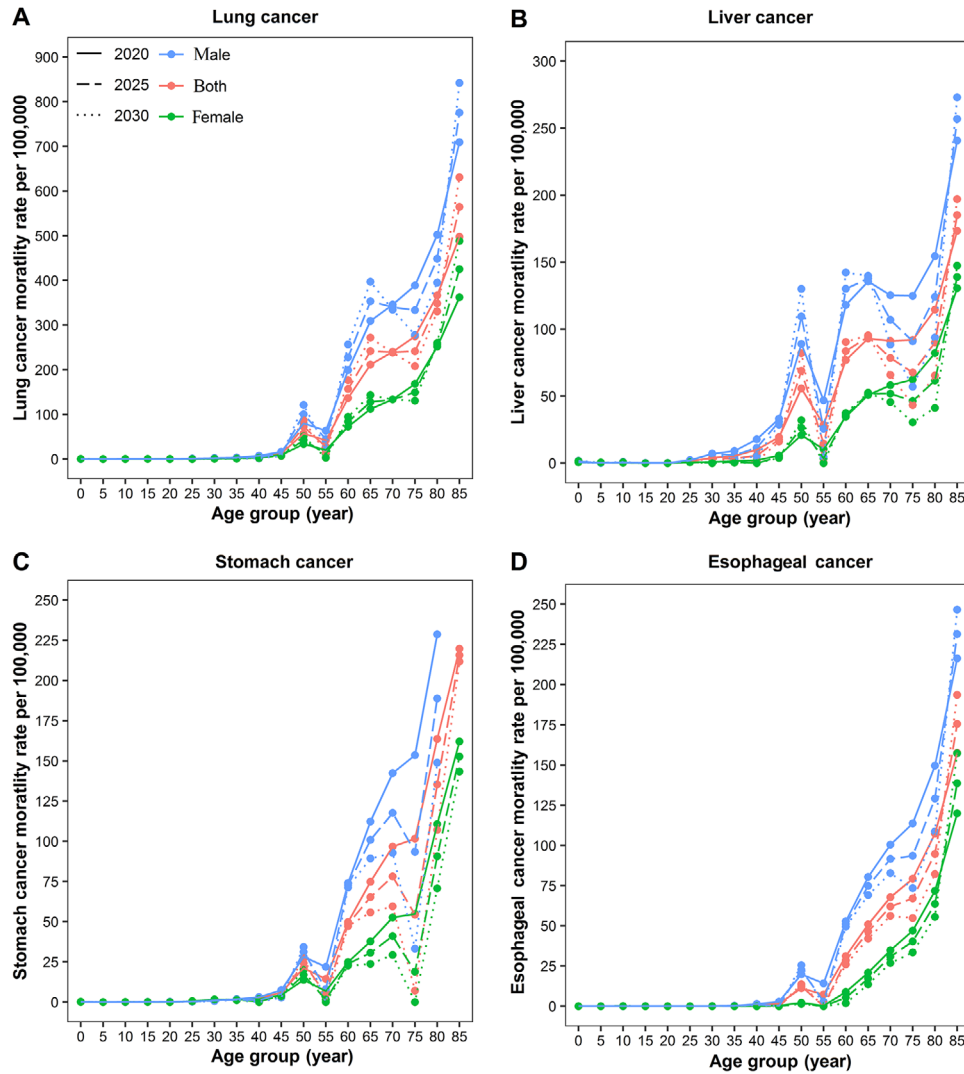 A
Lung cancer
Lung cancer moratlity rate per 100,000
900
800
700
600
500
400
300
200
100
0
2020 Male
2025 Both
2030 Female
0 5 10 15 20 25 30 35 40 45 50 55 60 65 70 75 80 85
Age group (year)
B
Liver cancer
Liver cancer moratlity rate per 100,000
300
250
200
150
100
50
0
0 5 10 15 20 25 30 35 40 45 50 55 60 65 70 75 80 85
Age group (year)
C
Stomach cancer
Stomach cancer moratlity rate per 100,000
250
225
200
175
150
125
100
75
50
25
0
0 5 10 15 20 25 30 35 40 45 50 55 60 65 70 75 80 85
Age group (year)
D
Esophageal cancer
Esophageal cancer moratlity rate per 100,000
250
225
200
175
150
125
100
75
50
25
0
0 5 10 15 20 25 30 35 40 45 50 55 60 65 70 75 80 85
Age group (year)